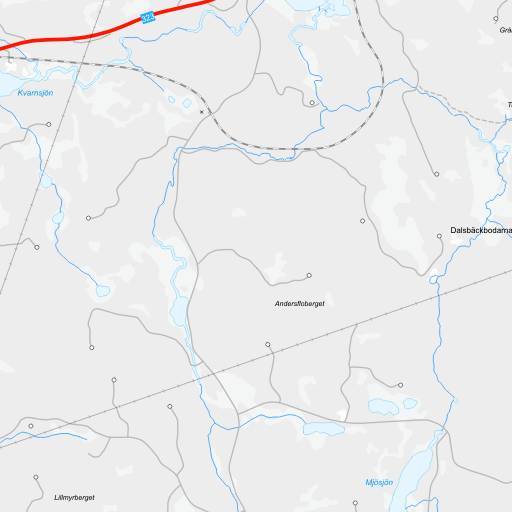 323
Kvarnsjön
Dalsbäckbodarna
Andersfloberget
Mjösjön
Lillmyrberget